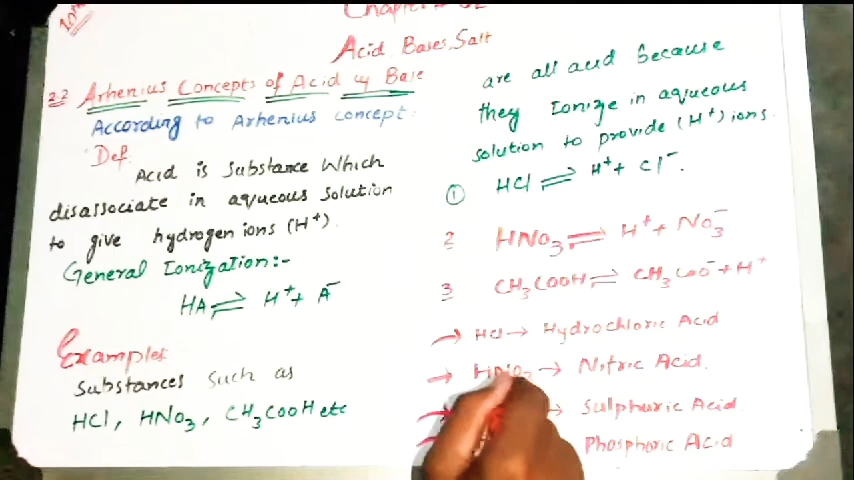 10th
Acid Bases, Salt
2.2 Arhenius Concepts of Acid & Base
According to Arhenius concept:
Def
Acid is Substance Which
disassociate in aqueous solution
to give hydrogen ions (H⁺).
General Ionization:-
HA ⇌ H⁺ + A⁻
Examples
Substances such as
HCl, HNO₃, CH₃COOH etc
are all acid because
they Ionize in aqueous
solution to provide (H⁺) ions.
① HCl ⇌ H⁺ + Cl⁻.
2 HNO₃ ⇌ H⁺ + NO₃⁻
3 CH₃COOH ⇌ CH₃COO⁻ + H⁺
→ HCl → Hydrochloric Acid
→ HNO₃ → Nitric Acid.
→ → Sulphuric Acid
→ Phosphoric Acid